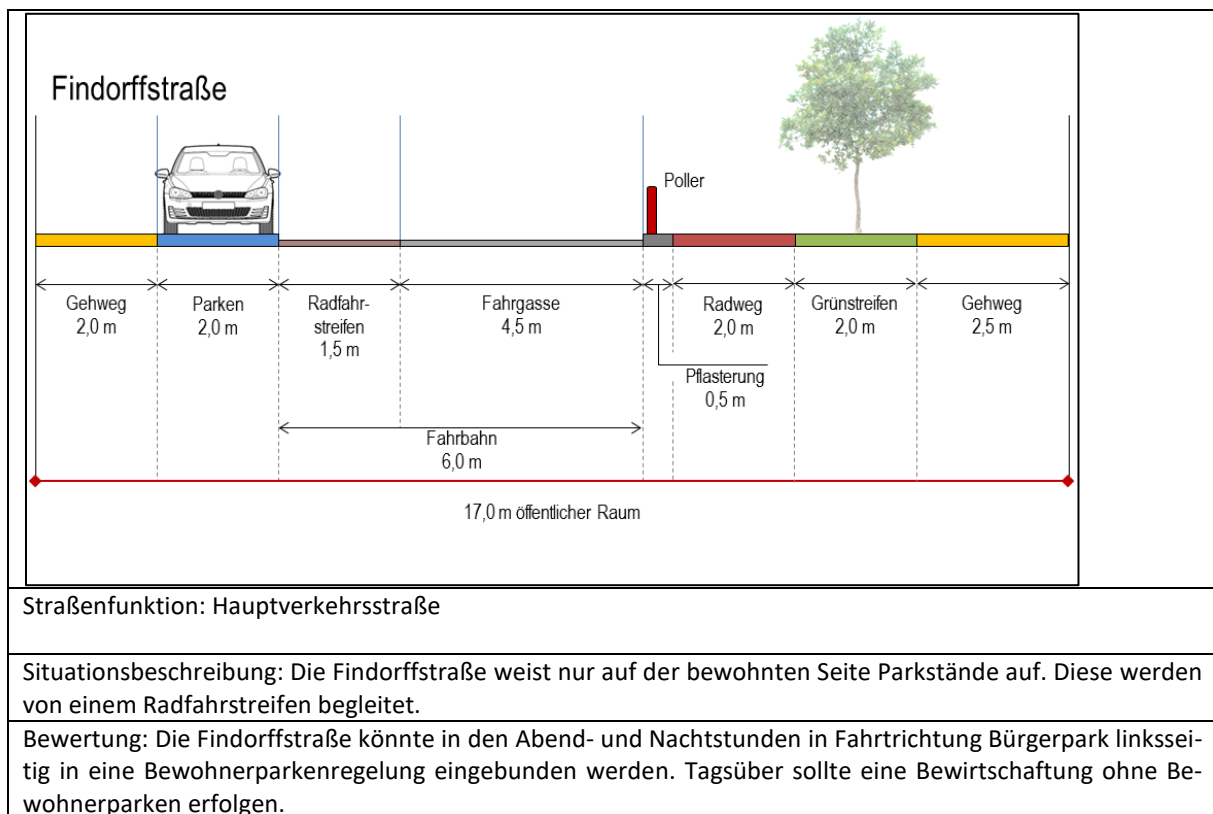 Findorffstraße
Poller
Gehweg
2,0 m
Parken
2,0 m
Radfahr-
streifen
1,5 m
Fahrgasse
4,5 m
Radweg
2,0 m
Grünstreifen
2,0 m
Gehweg
2,5 m
Pflasterung
0,5 m
Fahrbahn
6,0 m
17,0 m öffentlicher Raum
Straßenfunktion: Hauptverkehrsstraße
Situationsbeschreibung: Die Findorffstraße weist nur auf der bewohnten Seite Parkstände auf. Diese werden
von einem Radfahrstreifen begleitet.
Bewertung: Die Findorffstraße könnte in den Abend- und Nachtstunden in Fahrtrichtung Bürgerpark linkssei-
tig in eine Bewohnerparkenregelung eingebunden werden. Tagsüber sollte eine Bewirtschaftung ohne Be-
wohnerparken erfolgen.